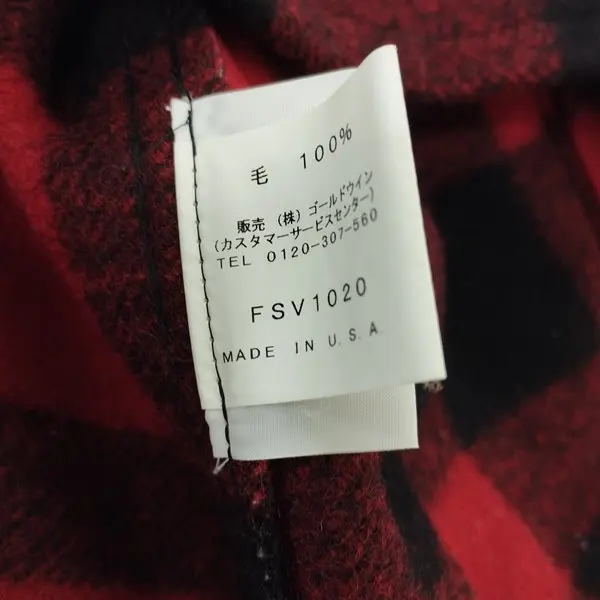 毛 100%
販売 (株) ゴールドウイン
(カスタマーサービスセンター)
TEL 0120-307-560
FSV1020
MADE IN U.S.A.